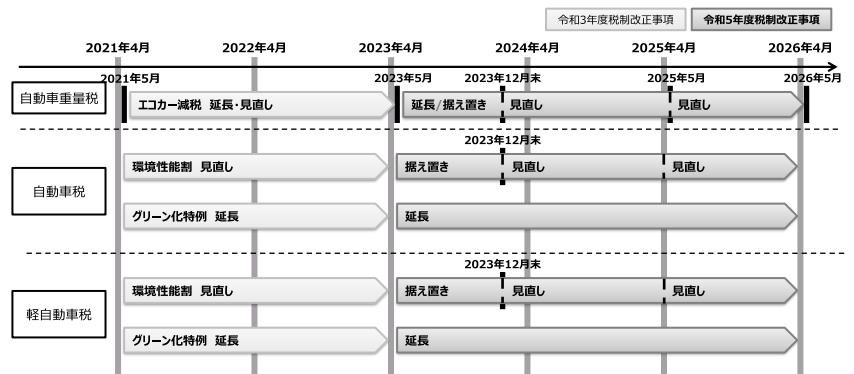 令和3年度税制改正事項
令和5年度税制改正事項
2021年4月
2022年4月
2023年4月
2024年4月
2025年4月
2026年4月
2021年5月
2023年5月
2023年12月末
2025年5月
2026年5月
自動車重量税
エコカー減税 延長・見直し
延長/据え置き
見直し
見直し
2023年12月末
自動車税
環境性能割 見直し
据え置き
見直し
見直し
グリーン化特例 延長
延長
2023年12月末
軽自動車税
環境性能割 見直し
据え置き
見直し
見直し
グリーン化特例 延長
延長